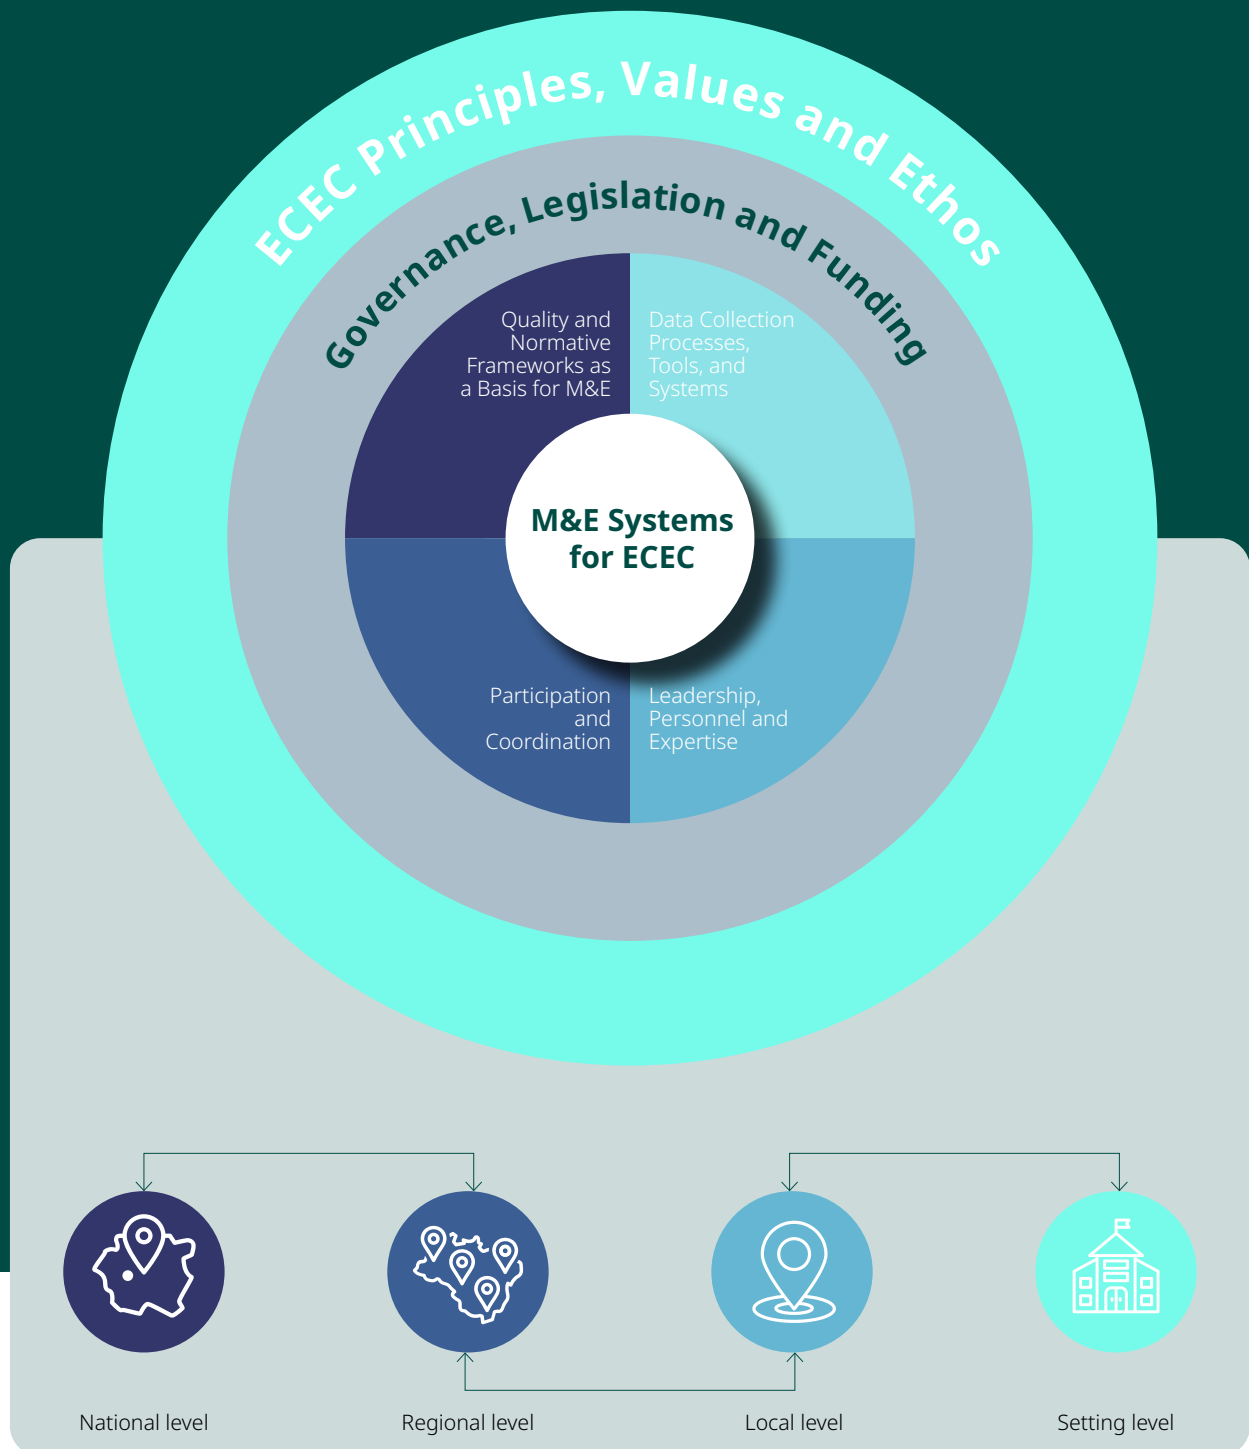 ECEC Principles, Values and Ethos
Governance, Legislation and Funding
Quality and
Normative
Frameworks as
a Basis for M&E
Data Collection
Processes,
Tools, and
Systems
M&E Systems
for ECEC
Participation
and
Coordination
Leadership,
Personnel and
Expertise
National level
Regional level
Local level
Setting level